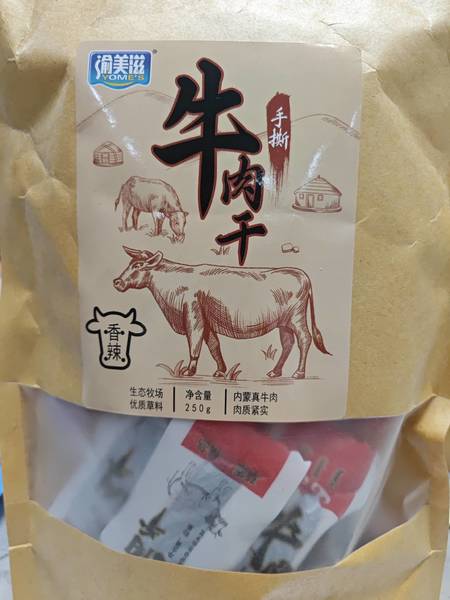 渝美滋
YOME'S
手撕
牛肉干
香辣
生态牧场
优质草料
净含量
250g
内蒙真牛肉
肉质紧实